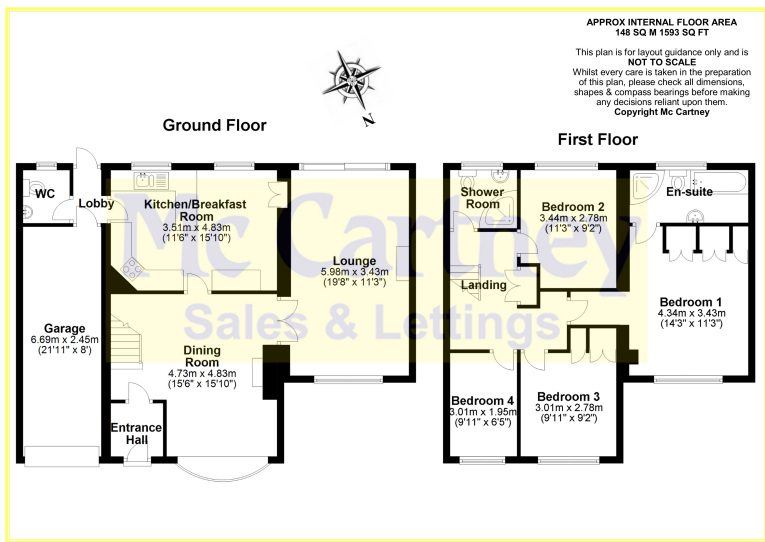 APPROX INTERNAL FLOOR AREA
148 SQ M 1593 SQ FT
This plan is for layout guidance only and is
NOT TO SCALE
Whilst every care is taken in the preparation
of this plan, please check all dimensions,
shapes & compass bearings before making
any decisions reliant upon them.
Copyright Mc Cartney
N
Ground Floor
WC
Lobby
Kitchen/Breakfast
Room
3.51m x 4.83m
(11'6" x 15'10")
Lounge
5.98m x 3.43m
(19'8" x 11'3")
Garage
6.69m x 2.45m
(21'11" x 8')
Dining
Room
4.73m x 4.83m
(15'6" x 15'10")
Entrance
Hall
First Floor
Shower
Room
Bedroom 2
3.44m x 2.78m
(11'3" x 9'2")
En-suite
Landing
Bedroom 1
4.34m x 3.43m
(14'3" x 11'3")
Bedroom 4
3.01m x 1.95m
(9'11" x 6'5")
Bedroom 3
3.01m x 2.78m
(9'11" x 9'2")
Mc Cartney
Sales & Lettings